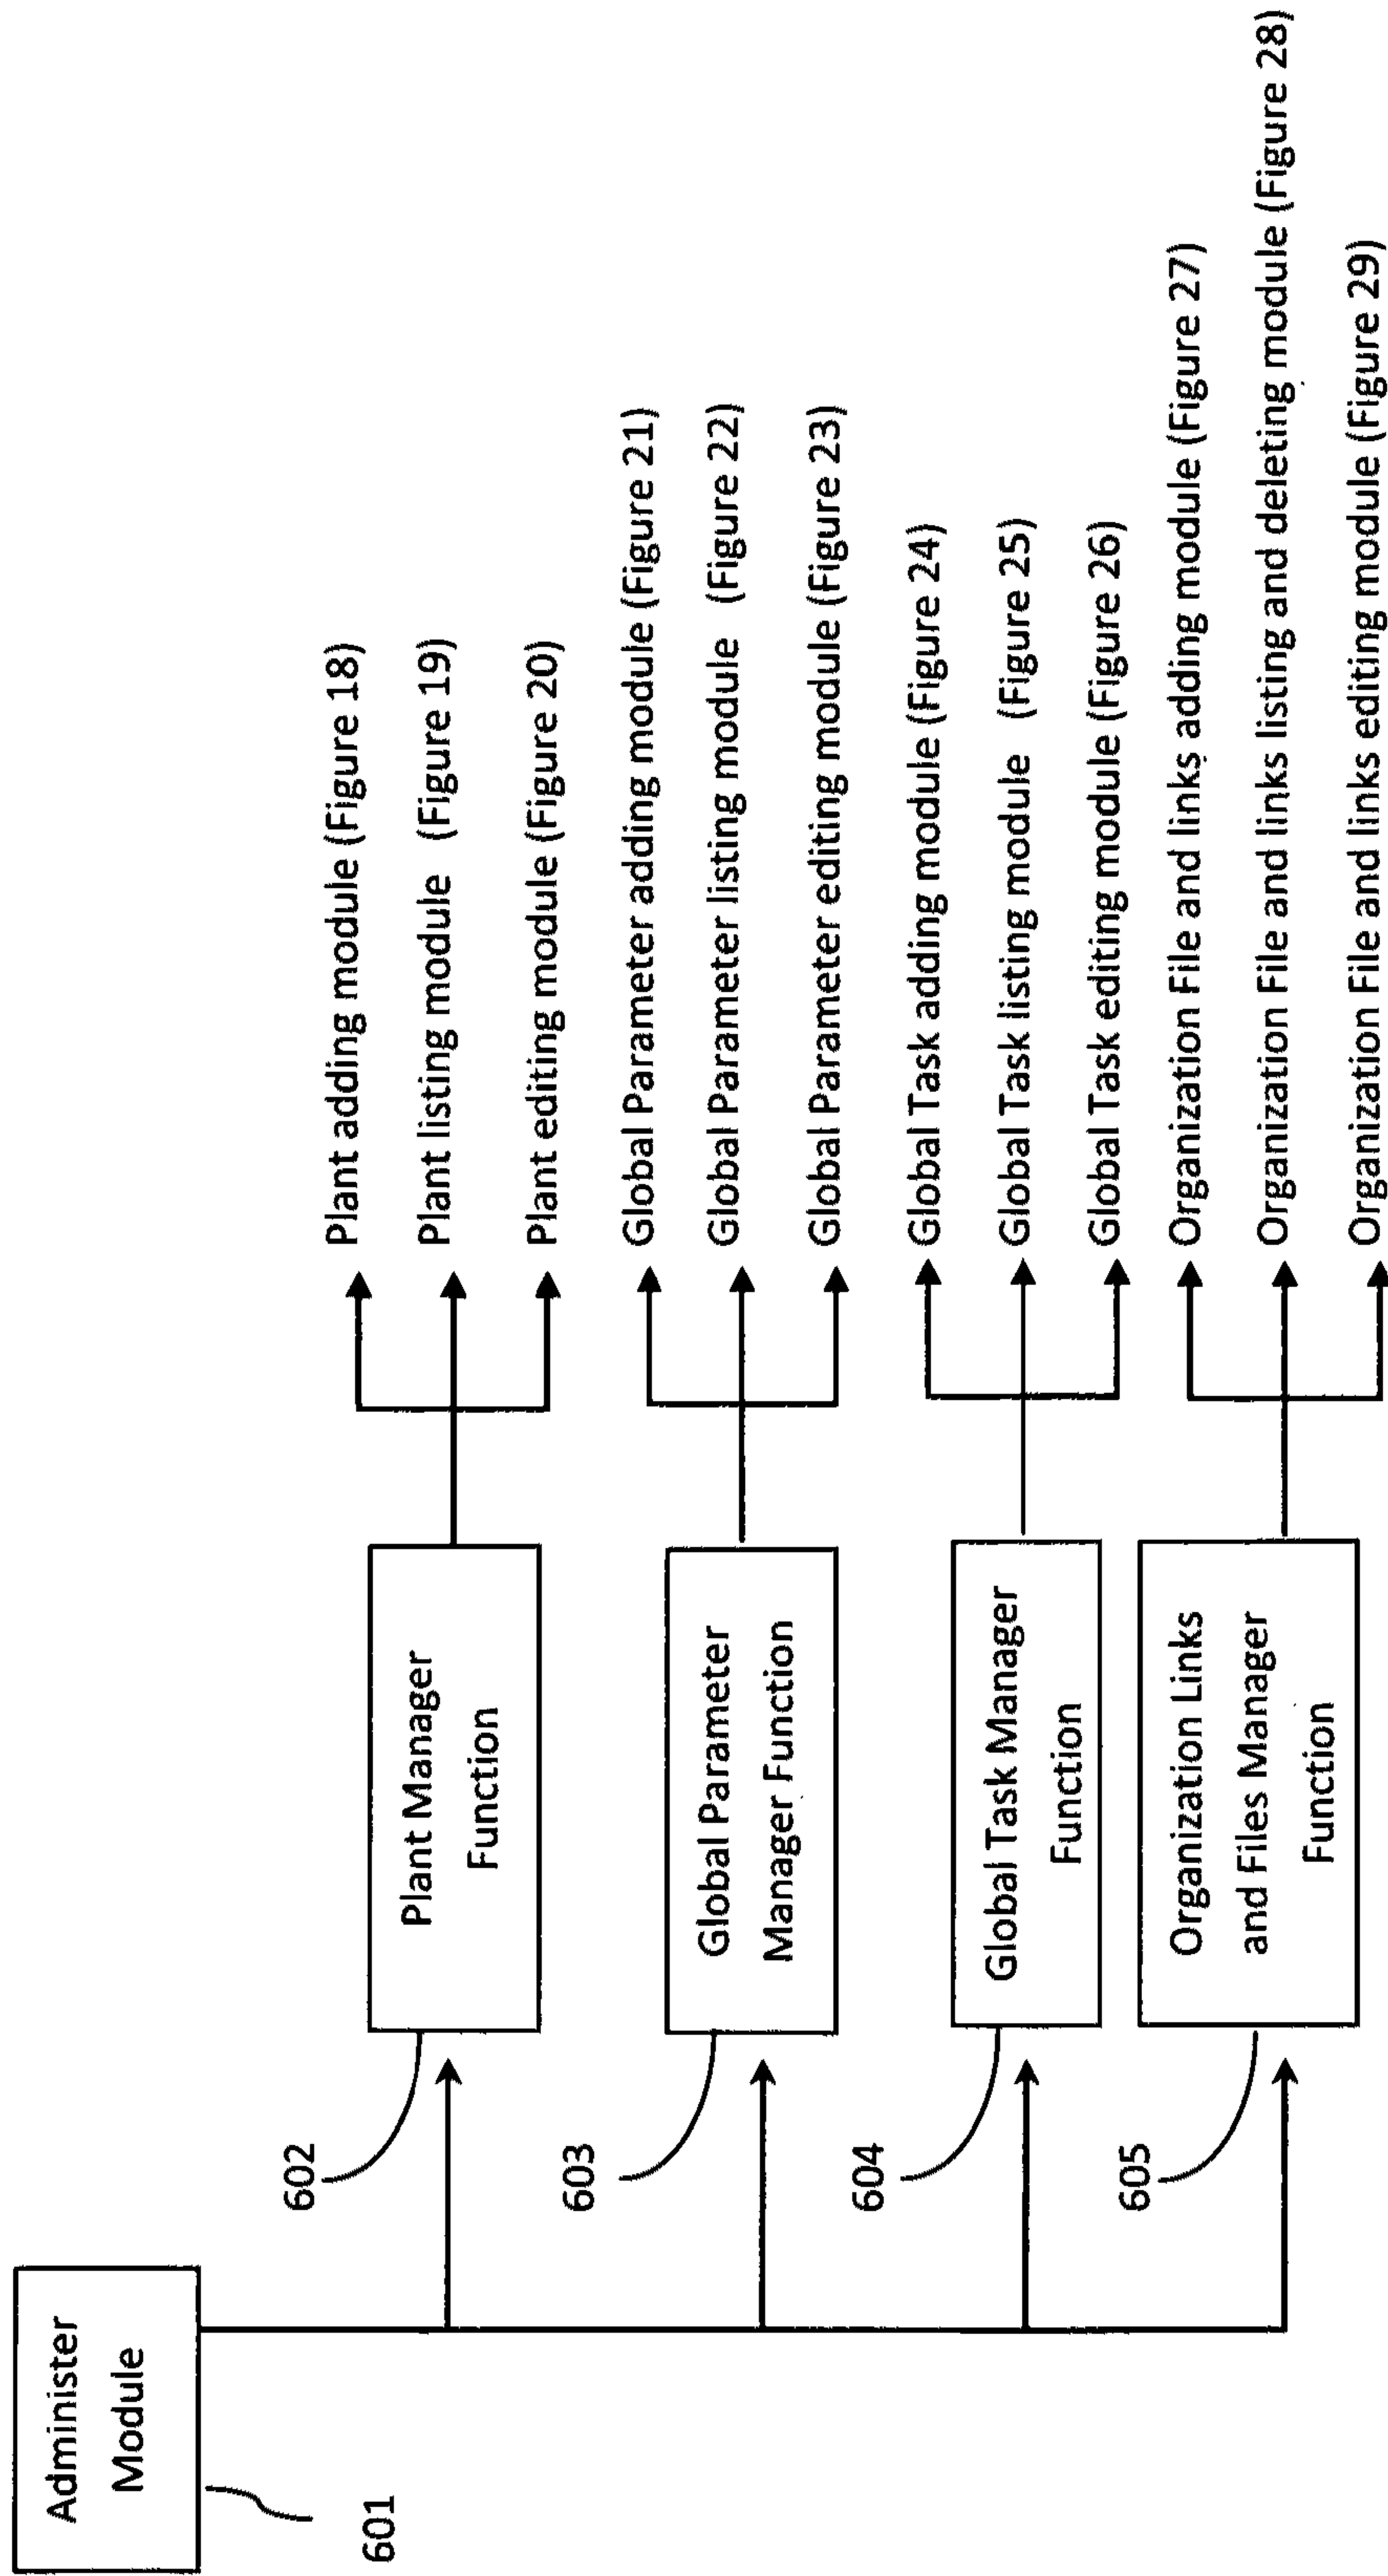 Administer
Module
601
602
Plant Manager
Function
Plant adding module (Figure 18)
Plant listing module (Figure 19)
Plant editing module (Figure 20)
603
Global Parameter
Manager Function
Global Parameter adding module (Figure 21)
Global Parameter listing module (Figure 22)
Global Parameter editing module (Figure 23)
604
Global Task Manager
Function
Global Task adding module (Figure 24)
Global Task listing module (Figure 25)
Global Task editing module (Figure 26)
605
Organization Links
and Files Manager
Function
Organization File and links adding module (Figure 27)
Organization File and links listing and deleting module (Figure 28)
Organization File and links editing module (Figure 29)